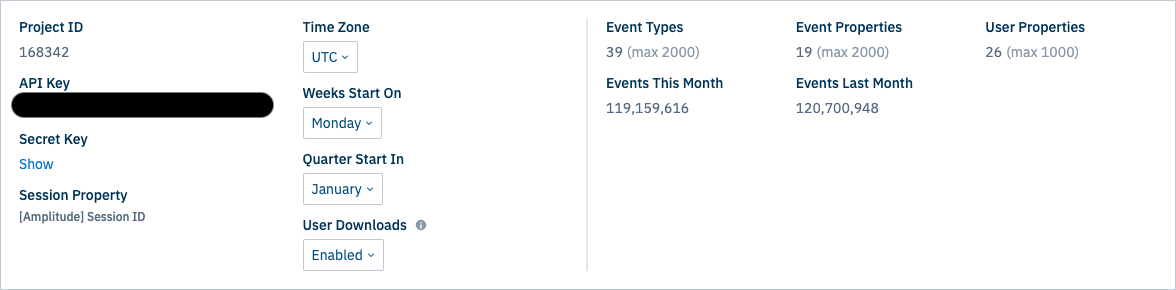 Project ID
168342
API Key
Secret Key
Show
Session Property
[Amplitude] Session ID
Time Zone
UTC
Weeks Start On
Monday
Quarter Start In
January
User Downloads
Enabled
Event Types
39 (max 2000)
Event Properties
19 (max 2000)
User Properties
26 (max 1000)
Events This Month
119,159,616
Events Last Month
120,700,948